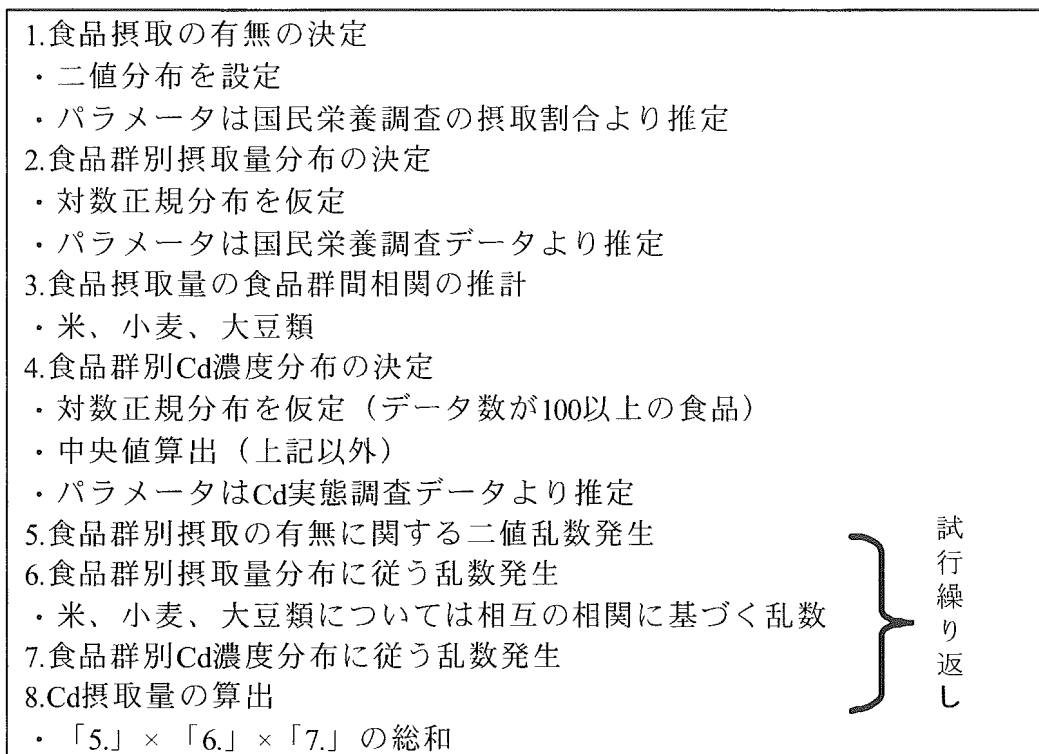 1.食品摂取の有無の決定
・二値分布を設定
・パラメータは国民栄養調査の摂取割合より推定
2.食品群別摂取量分布の決定
・対数正規分布を仮定
・パラメータは国民栄養調査データより推定
3.食品摂取量の食品群間相関の推計
・米、小麦、大豆類
4.食品群別Cd濃度分布の決定
・対数正規分布を仮定（データ数が100以上の食品）
・中央値算出（上記以外）
・パラメータはCd実態調査データより推定
5.食品群別摂取の有無に関する二値乱数発生
6.食品群別摂取量分布に従う乱数発生
・米、小麦、大豆類については相互の相関に基づく乱数
7.食品群別Cd濃度分布に従う乱数発生
8.Cd摂取量の算出
・「5.」×「6.」×「7.」の総和
試行繰り返し